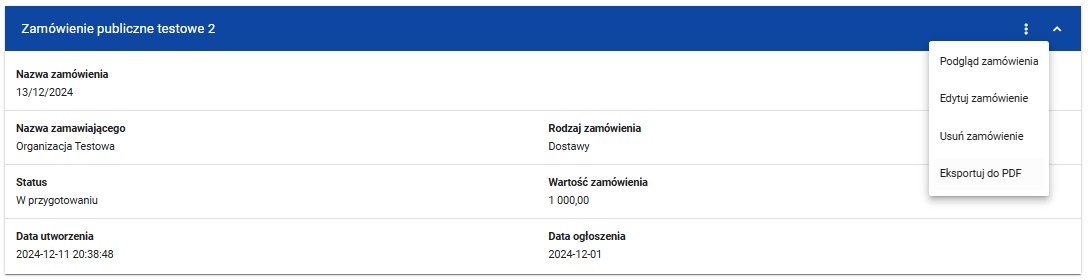 Zamówienie publiczne testowe 2
Podgląd zamówienia
Edytuj zamówienie
Usuń zamówienie
Eksportuj do PDF
Nazwa zamówienia
13/12/2024
Nazwa zamawiającego
Organizacja Testowa
Rodzaj zamówienia
Dostawy
Status
W przygotowaniu
Wartość zamówienia
1 000,00
Data utworzenia
2024-12-11 20:38:48
Data ogłoszenia
2024-12-01